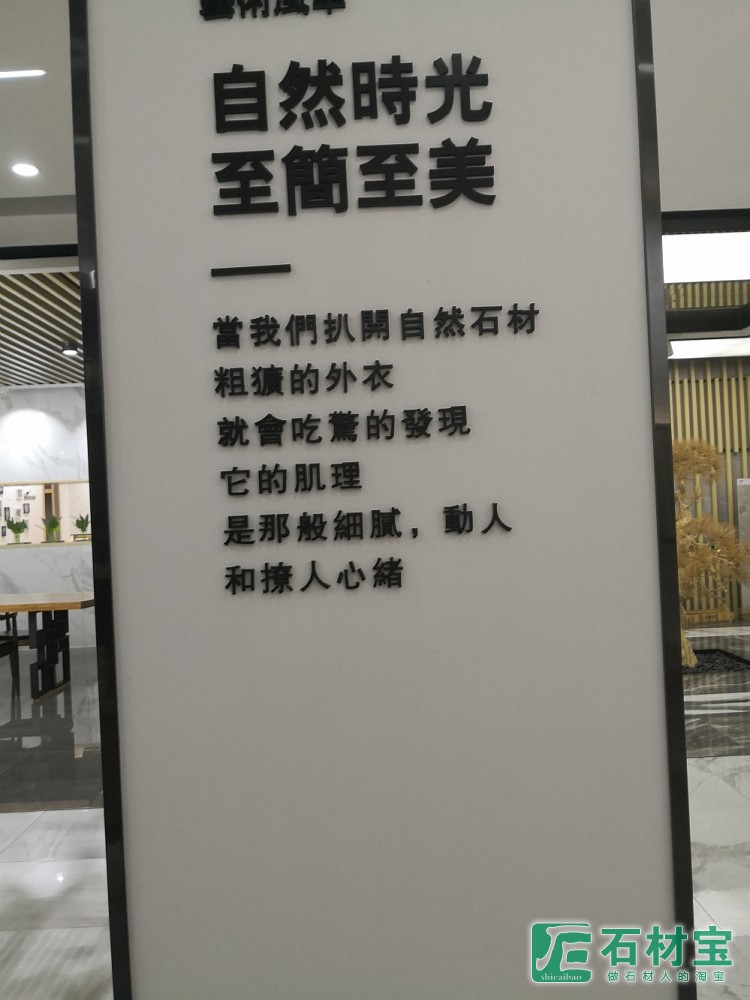 自然時光
至簡至美
當我們扒開自然石材
粗獷的外衣
就會吃驚的發現
它的肌理
是那般細膩，動人
和撩人心緒
石材宝
shicaibao
做石材人的淘宝